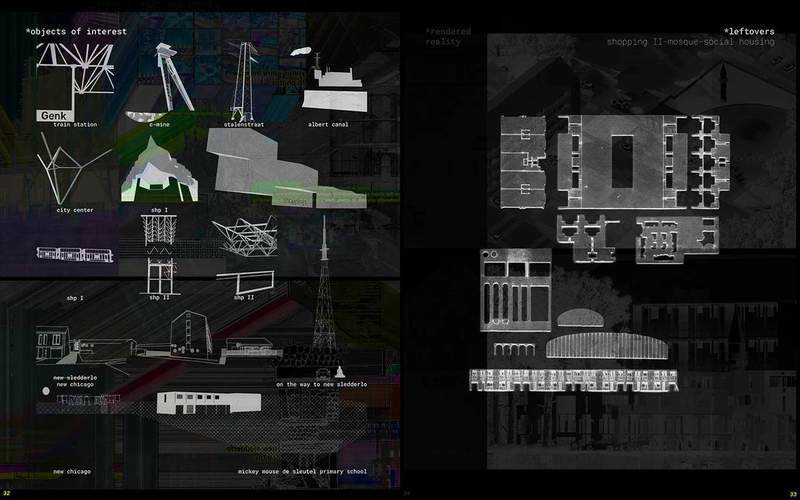 *objects of interest
Genk
train station
c-mine
stalenstraat
albert canal
city center
shp I
shp I
shp II
shp II
new sledderlo
new chicago
on the way to new sledderlo
new chicago
mickey mouse de sleutel primary school
32
*rendered
reality
*leftovers
shopping II-mosque-social housing
33